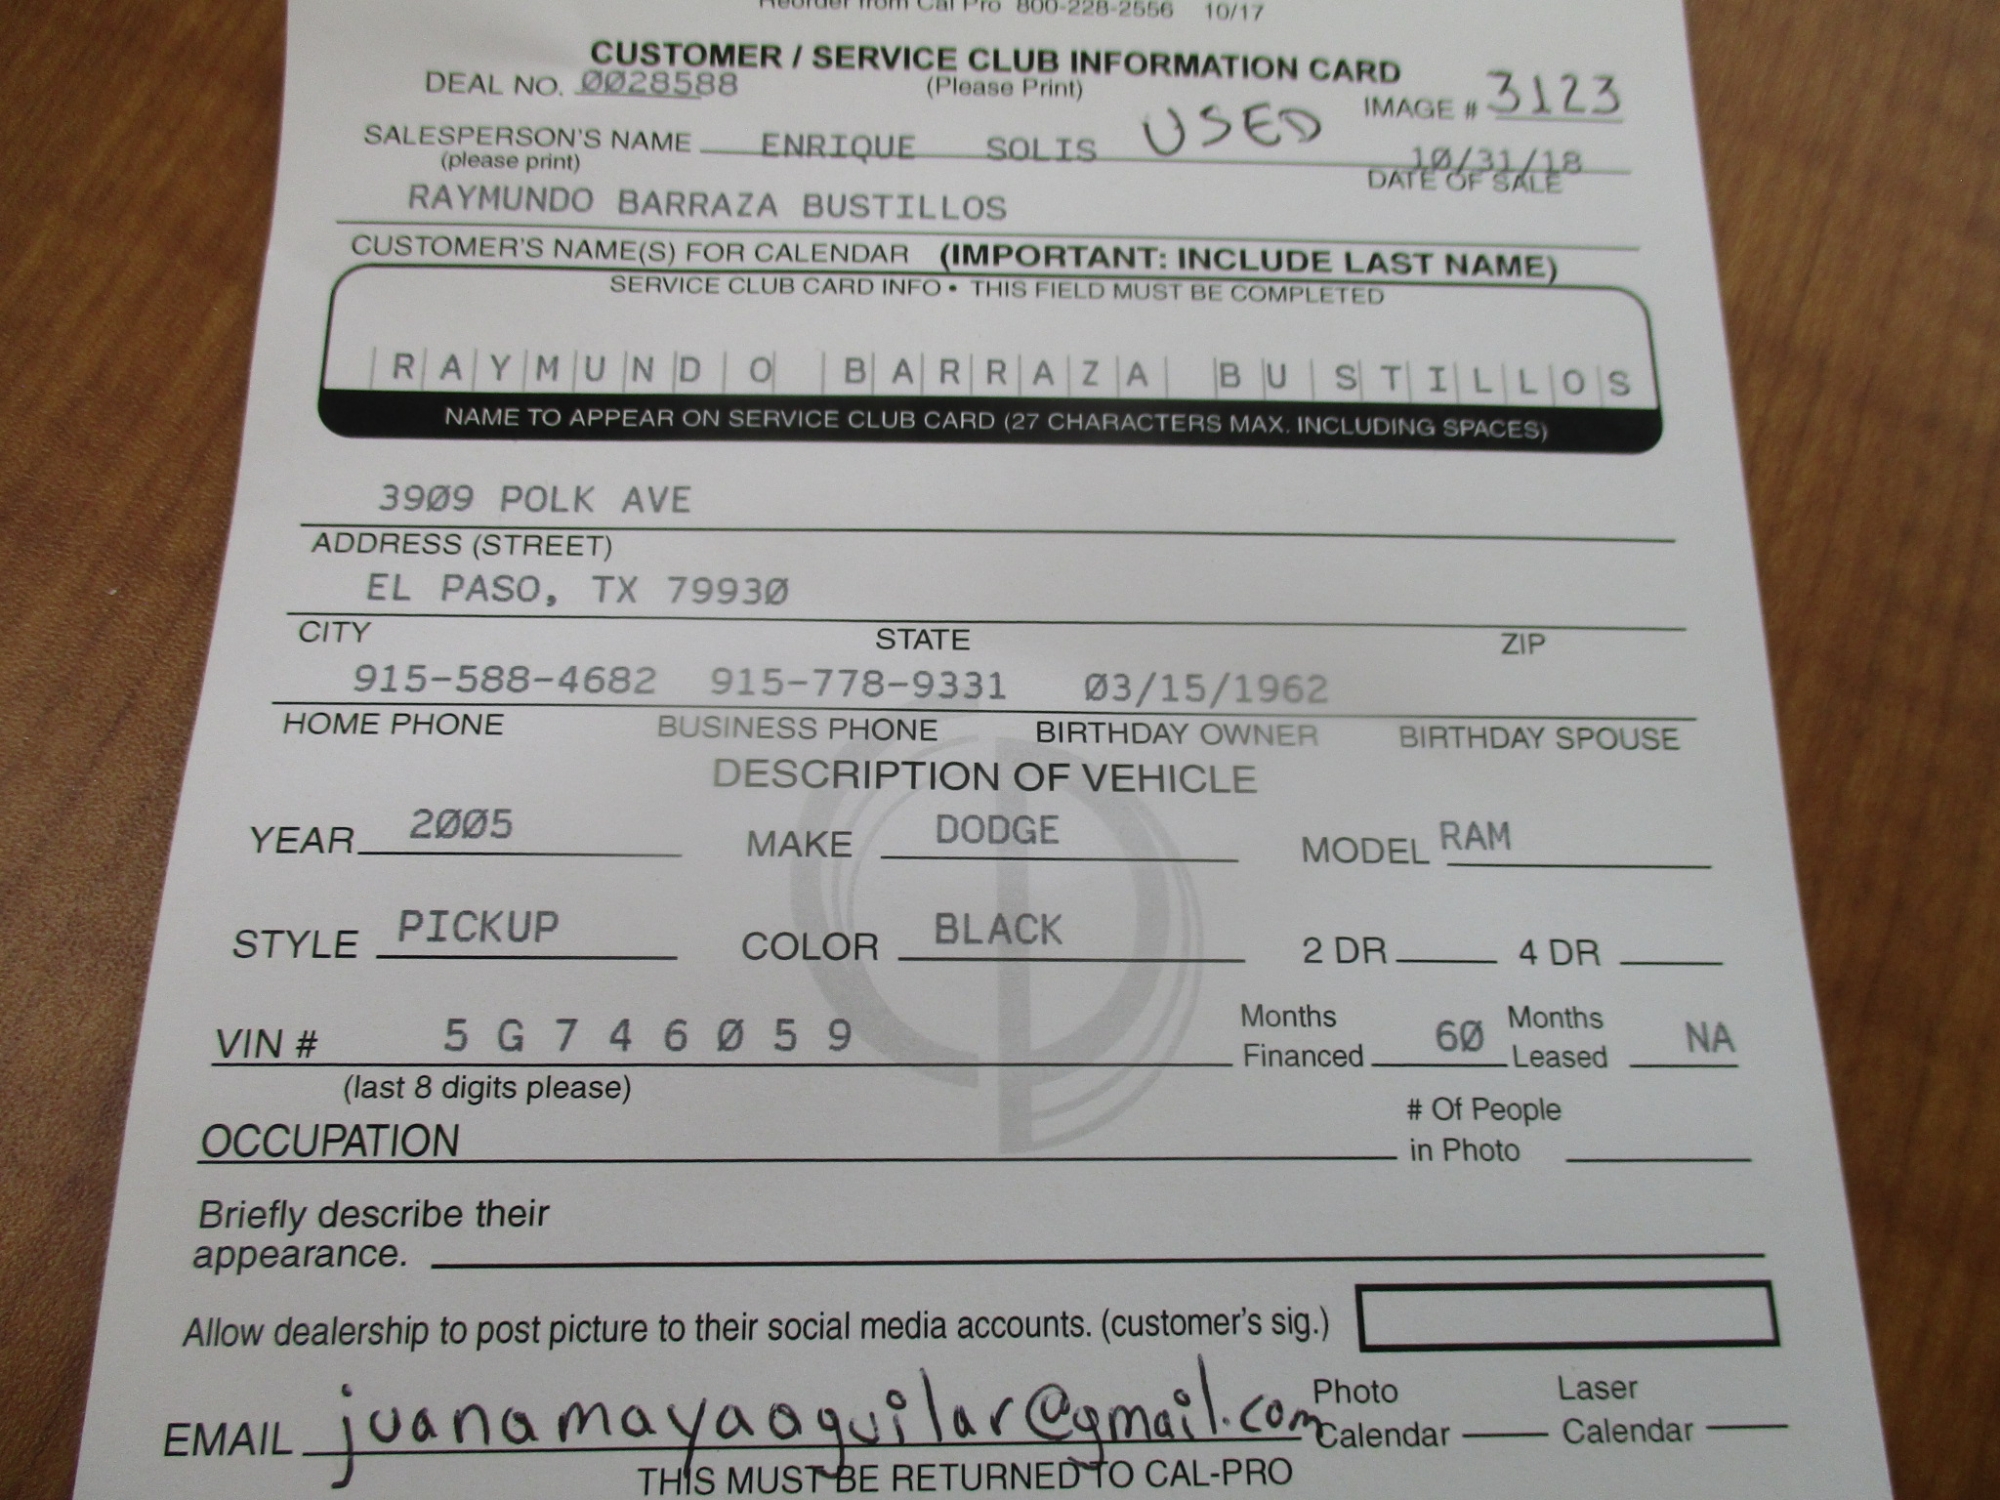 Reorder from Cal Pro 800-228-2556 10/17
CUSTOMER / SERVICE CLUB INFORMATION CARD
DEAL NO. 0028588 (Please Print) IMAGE # 3123
SALESPERSON'S NAME ENRIQUE SOLIS USED 10/31/18
(please print) DATE OF SALE
RAYMUNDO BARRAZA BUSTILLOS
CUSTOMER'S NAME(S) FOR CALENDAR (IMPORTANT: INCLUDE LAST NAME)
SERVICE CLUB CARD INFO • THIS FIELD MUST BE COMPLETED
RAYMUNDO BARRAZA BUSTILLOS
NAME TO APPEAR ON SERVICE CLUB CARD (27 CHARACTERS MAX. INCLUDING SPACES)
3909 POLK AVE
ADDRESS (STREET)
EL PASO, TX 79930
CITY STATE ZIP
915-588-4682 915-778-9331 03/15/1962
HOME PHONE BUSINESS PHONE BIRTHDAY OWNER BIRTHDAY SPOUSE
DESCRIPTION OF VEHICLE
YEAR 2005 MAKE DODGE MODEL RAM
STYLE PICKUP COLOR BLACK 2 DR 4 DR
VIN # 5G746059 Months Financed 60 Months Leased NA
(last 8 digits please)
OCCUPATION # Of People in Photo
Briefly describe their
appearance.
Allow dealership to post picture to their social media accounts. (customer's sig.)
EMAIL juanamayaaguilar@gmail.com Photo Calendar Laser Calendar
THIS MUST BE RETURNED TO CAL-PRO